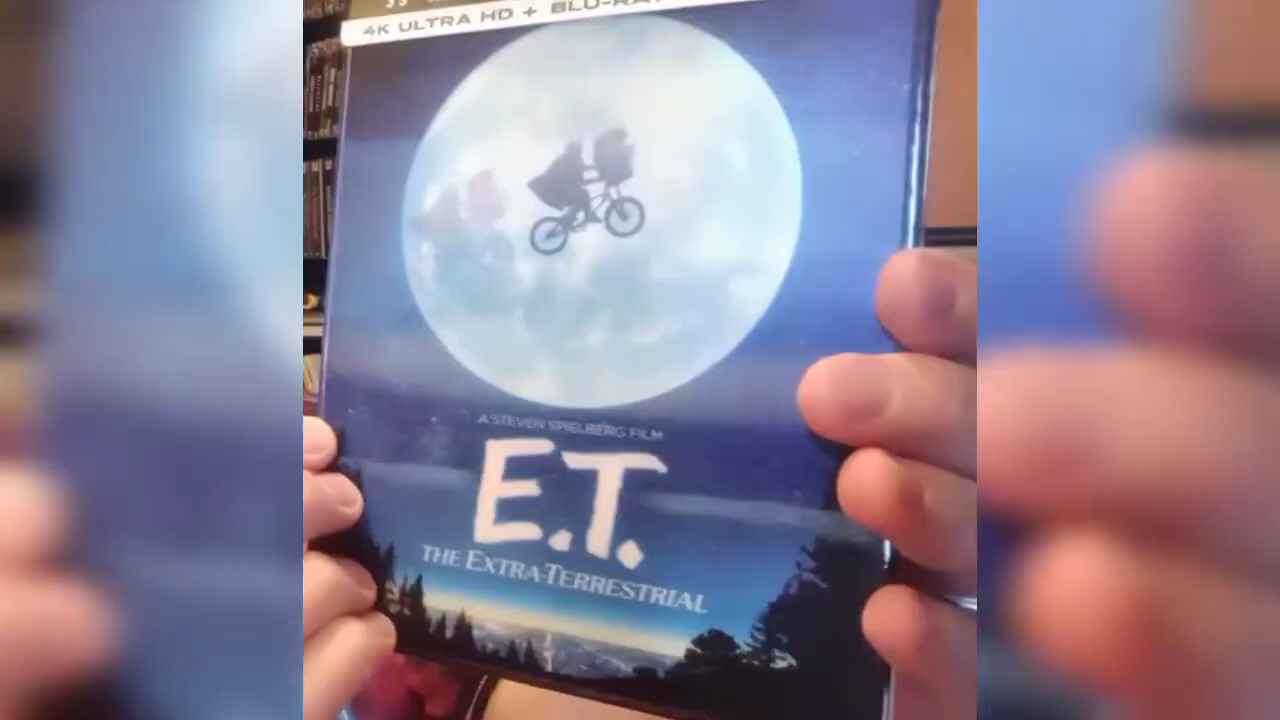 4K ULTRA HD + BLU-RAY
A STEVEN SPIELBERG FILM
E.T.
THE EXTRA-TERRESTRIAL